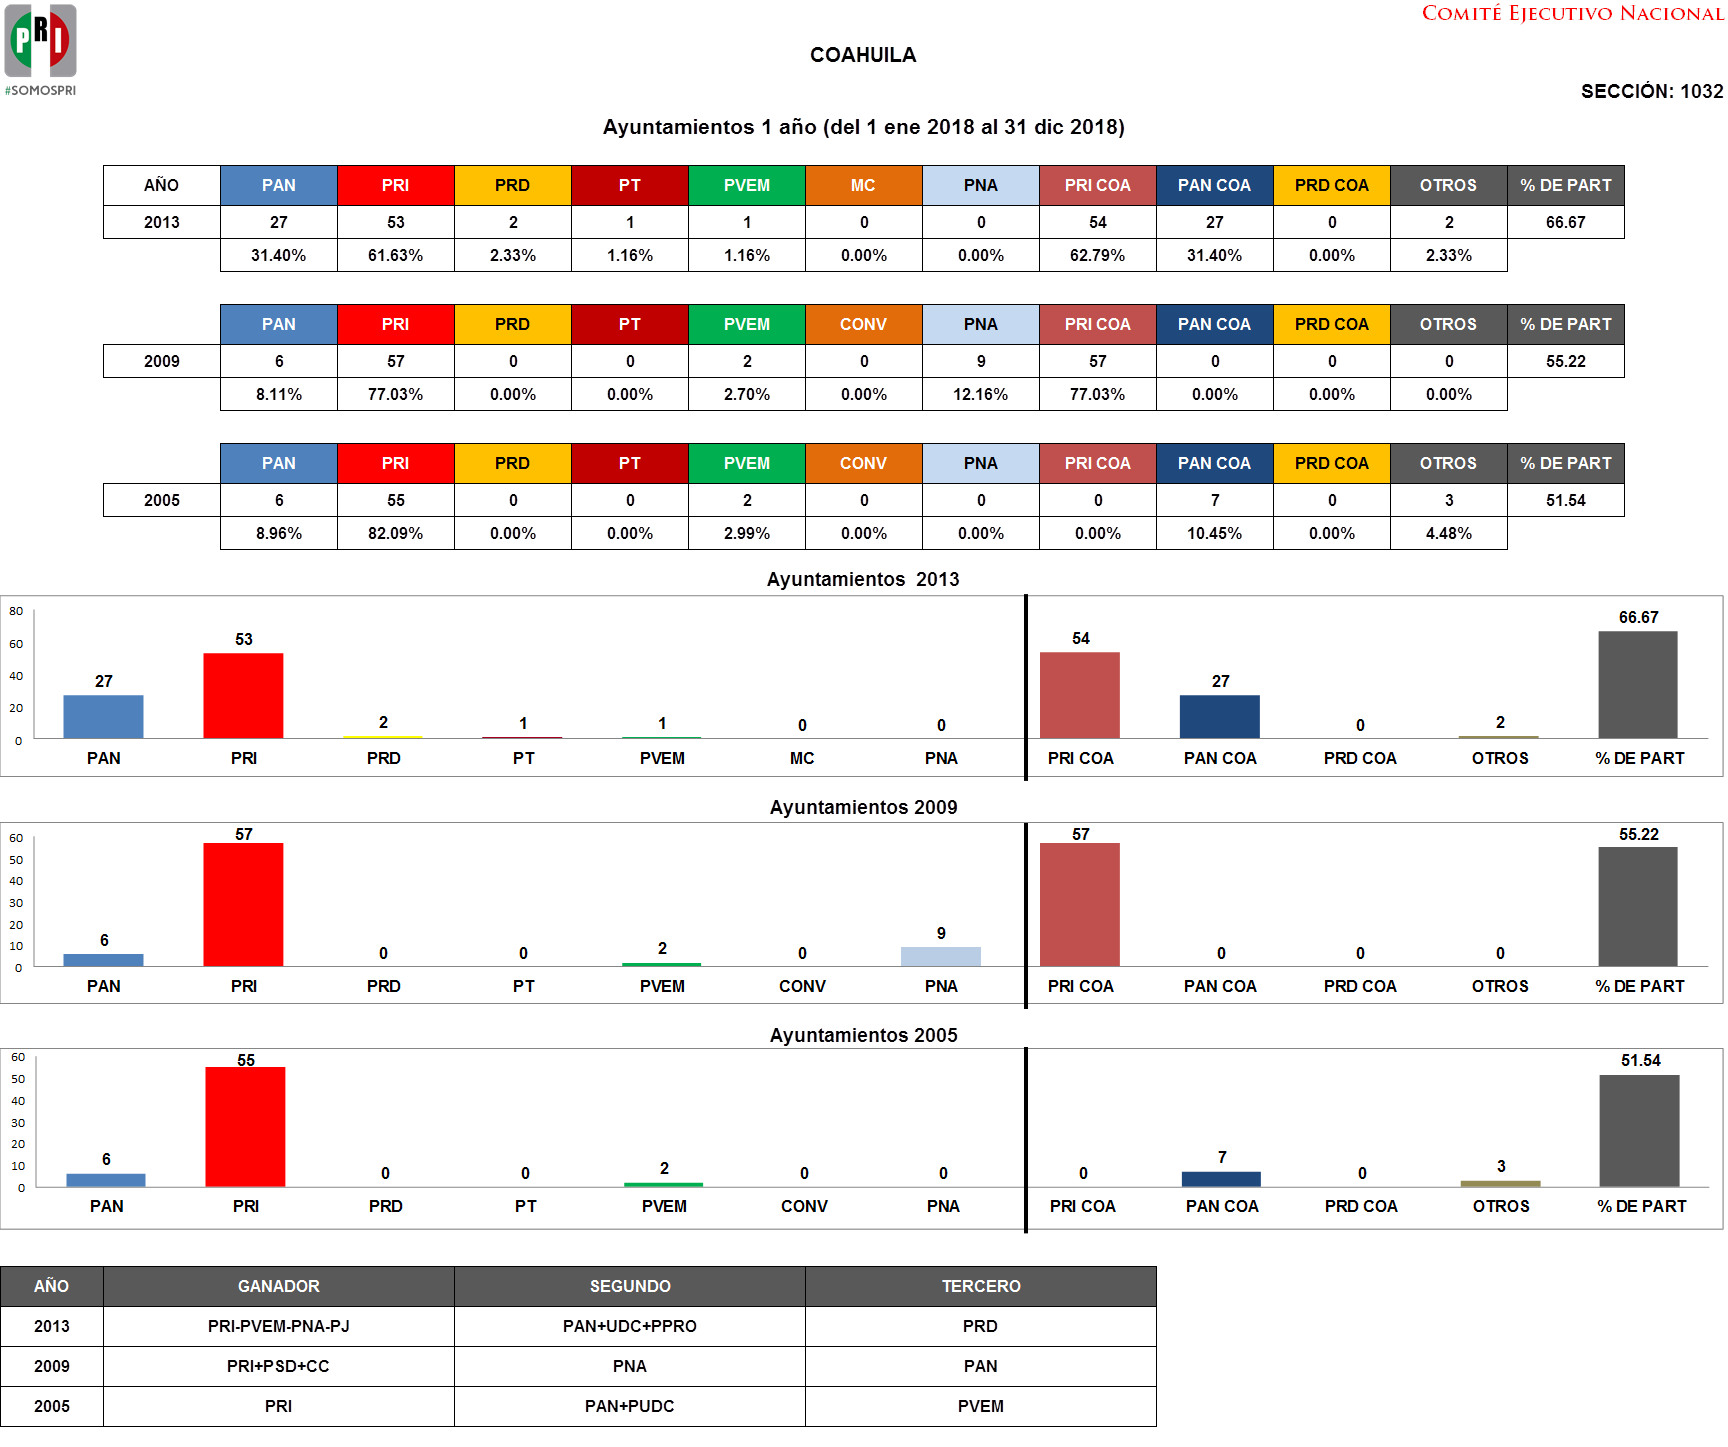 PRI
#SOMOSPRI
COMITÉ EJECUTIVO NACIONAL
COAHUILA
SECCIÓN: 1032
Ayuntamientos 1 año (del 1 ene 2018 al 31 dic 2018)
AÑO PAN PRI PRD PT PVEM MC PNA PRI COA PAN COA PRD COA OTROS % DE PART
2013 27 53 2 1 1 0 0 54 27 0 2 66.67
31.40% 61.63% 2.33% 1.16% 1.16% 0.00% 0.00% 62.79% 31.40% 0.00% 2.33%
PAN PRI PRD PT PVEM CONV PNA PRI COA PAN COA PRD COA OTROS % DE PART
2009 6 57 0 0 2 0 9 57 0 0 0 55.22
8.11% 77.03% 0.00% 0.00% 2.70% 0.00% 12.16% 77.03% 0.00% 0.00% 0.00%
PAN PRI PRD PT PVEM CONV PNA PRI COA PAN COA PRD COA OTROS % DE PART
2005 6 55 0 0 2 0 0 0 7 0 3 51.54
8.96% 82.09% 0.00% 0.00% 2.99% 0.00% 0.00% 0.00% 10.45% 0.00% 4.48%
Ayuntamientos 2013
80
60
40
20
0
27 53 2 1 1 0 0 54 27 0 2 66.67
PAN PRI PRD PT PVEM MC PNA PRI COA PAN COA PRD COA OTROS % DE PART
Ayuntamientos 2009
60
50
40
30
20
10
0
6 57 0 0 2 0 9 57 0 0 0 55.22
PAN PRI PRD PT PVEM CONV PNA PRI COA PAN COA PRD COA OTROS % DE PART
Ayuntamientos 2005
60
50
40
30
20
10
0
6 55 0 0 2 0 0 0 7 0 3 51.54
PAN PRI PRD PT PVEM CONV PNA PRI COA PAN COA PRD COA OTROS % DE PART
AÑO GANADOR SEGUNDO TERCERO
2013 PRI-PVEM-PNA-PJ PAN+UDC+PPRO PRD
2009 PRI+PSD+CC PNA PAN
2005 PRI PAN+PUDC PVEM